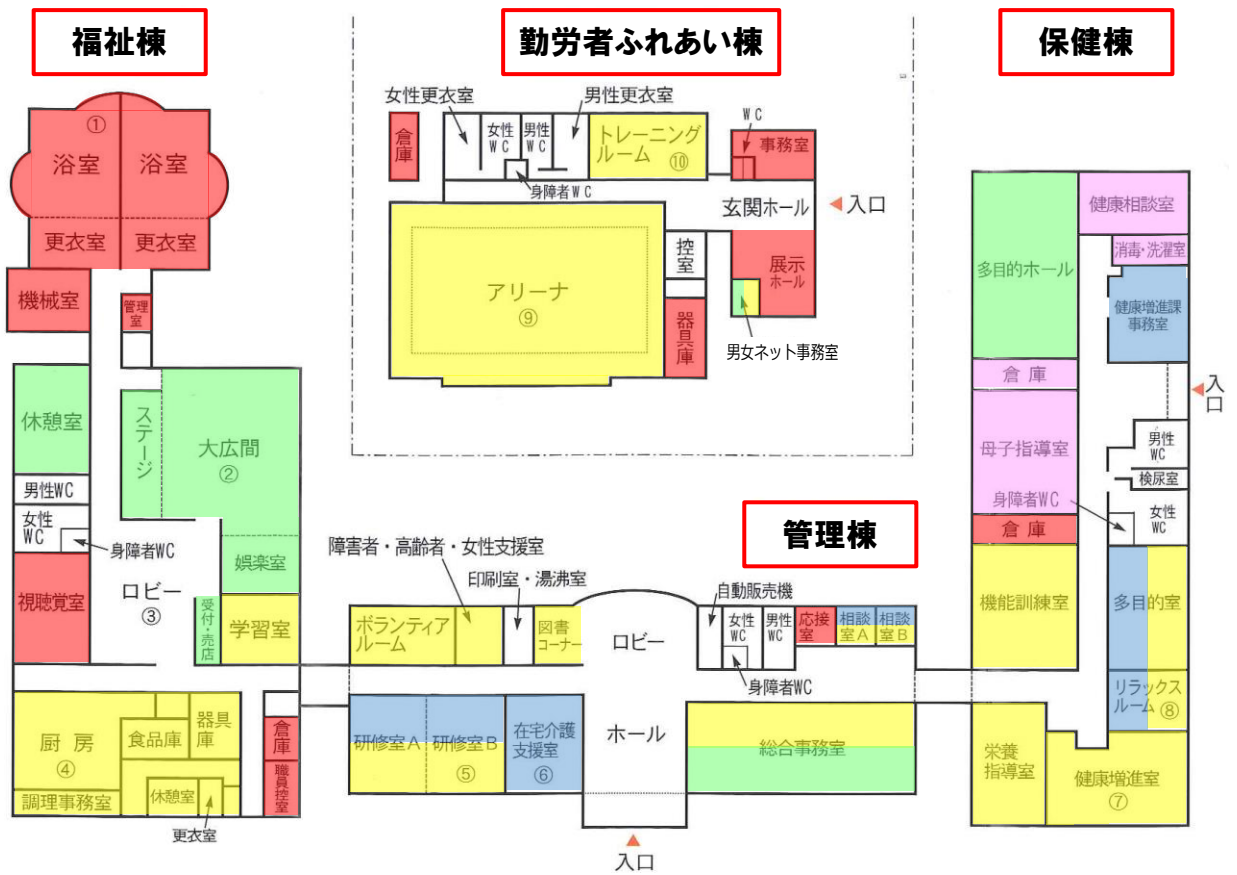 福祉棟
勤労者ふれあい棟
保健棟
①
浴室
浴室
更衣室
更衣室
機械室
管理
室
休憩室
ステージ
大広間
②
男性WC
女性
WC
身障者WC
娯楽室
視聴覚室
ロビー
③
受付・売店
学習室
厨房
④
食品庫
器具
庫
調理事務室
休憩室
更衣室
倉庫
職員控室
女性更衣室
男性更衣室
倉庫
女性
WC
男性
WC
身障者WC
トレーニング
ルーム
⑩
WC
事務室
玄関ホール
入口
アリーナ
⑨
控室
器具庫
展示
ホール
男女ネット事務室
管理棟
障害者・高齢者・女性支援室
印刷室・湯沸室
ボランティア
ルーム
図書
コーナー
ロビー
自動販売機
女性
WC
男性
WC
身障者WC
応接
室
相談
室A
相談
室B
研修室A
研修室B
⑤
在宅介護
支援室
⑥
ホール
総合事務室
入口
多目的ホール
健康相談室
消毒・洗濯室
健康増進課
事務室
倉庫
入口
母子指導室
男性
WC
検尿室
身障者WC
女性
WC
倉庫
機能訓練室
多目的室
リラックス
ルーム
⑧
栄養
指導室
健康増進室
⑦